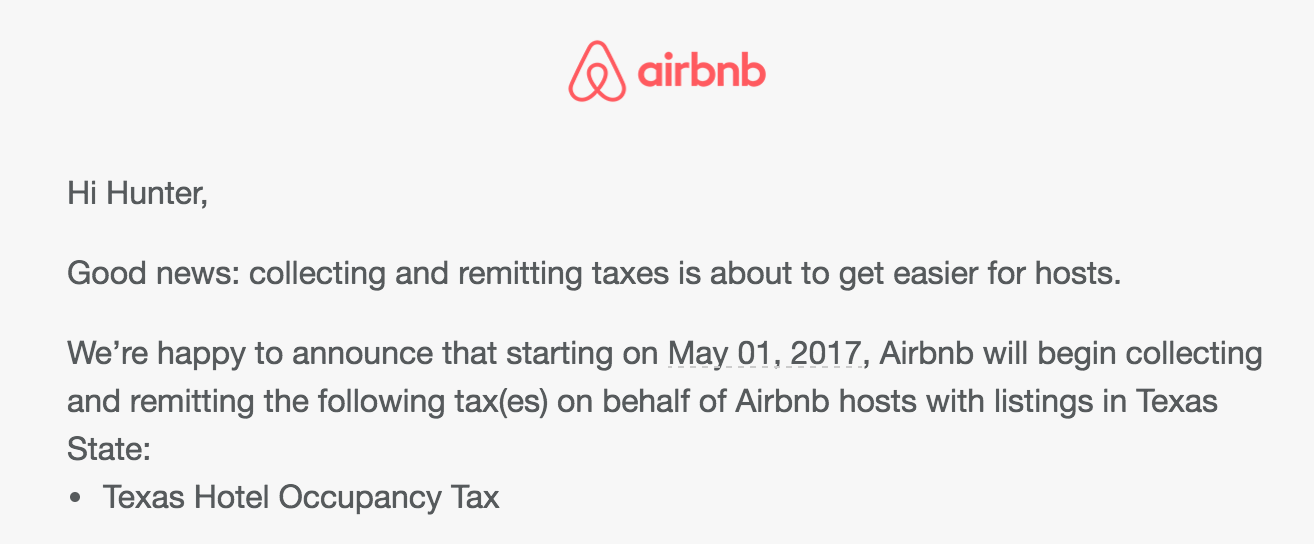 airbnb
Hi Hunter,
Good news: collecting and remitting taxes is about to get easier for hosts.
We’re happy to announce that starting on May 01, 2017, Airbnb will begin collecting
and remitting the following tax(es) on behalf of Airbnb hosts with listings in Texas
State:
• Texas Hotel Occupancy Tax